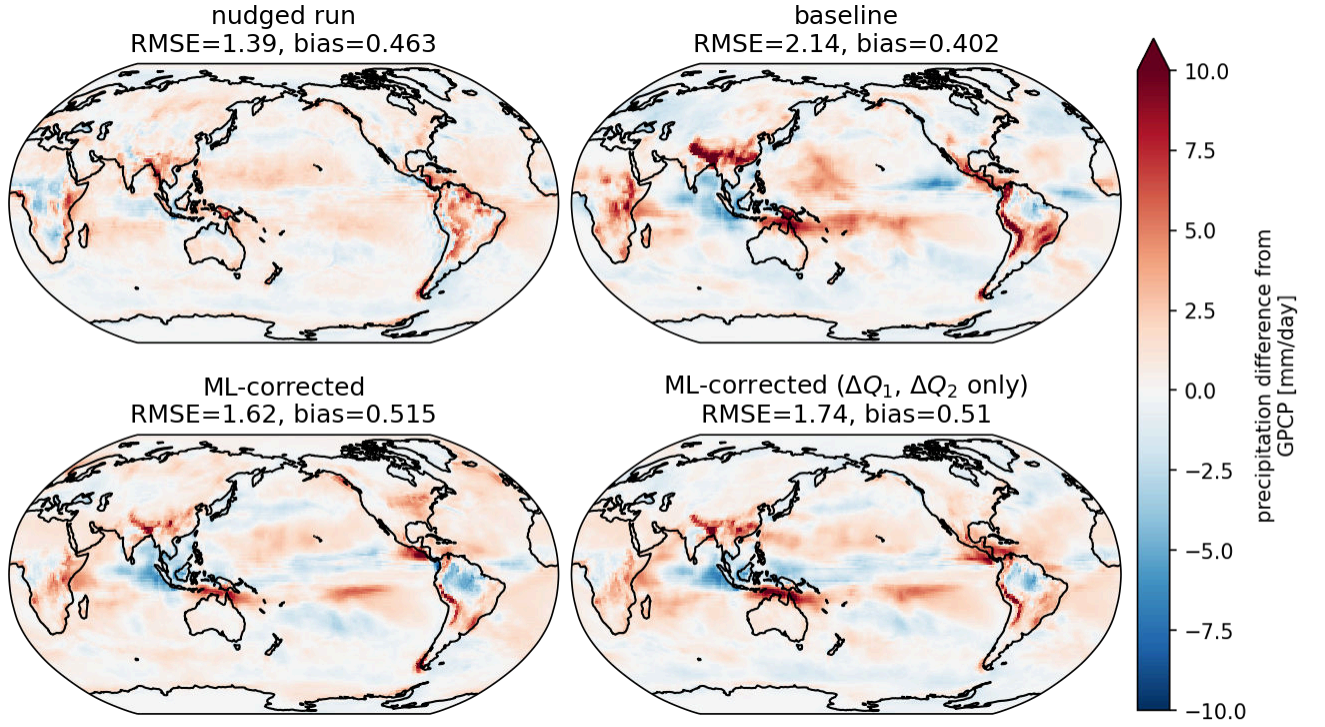 nudged run
RMSE=1.39, bias=0.463
baseline
RMSE=2.14, bias=0.402
ML-corrected
RMSE=1.62, bias=0.515
ML-corrected (ΔQ₁, ΔQ₂ only)
RMSE=1.74, bias=0.51
10.0
7.5
5.0
2.5
0.0
−2.5
−5.0
−7.5
−10.0
precipitation difference from
GPCP [mm/day]